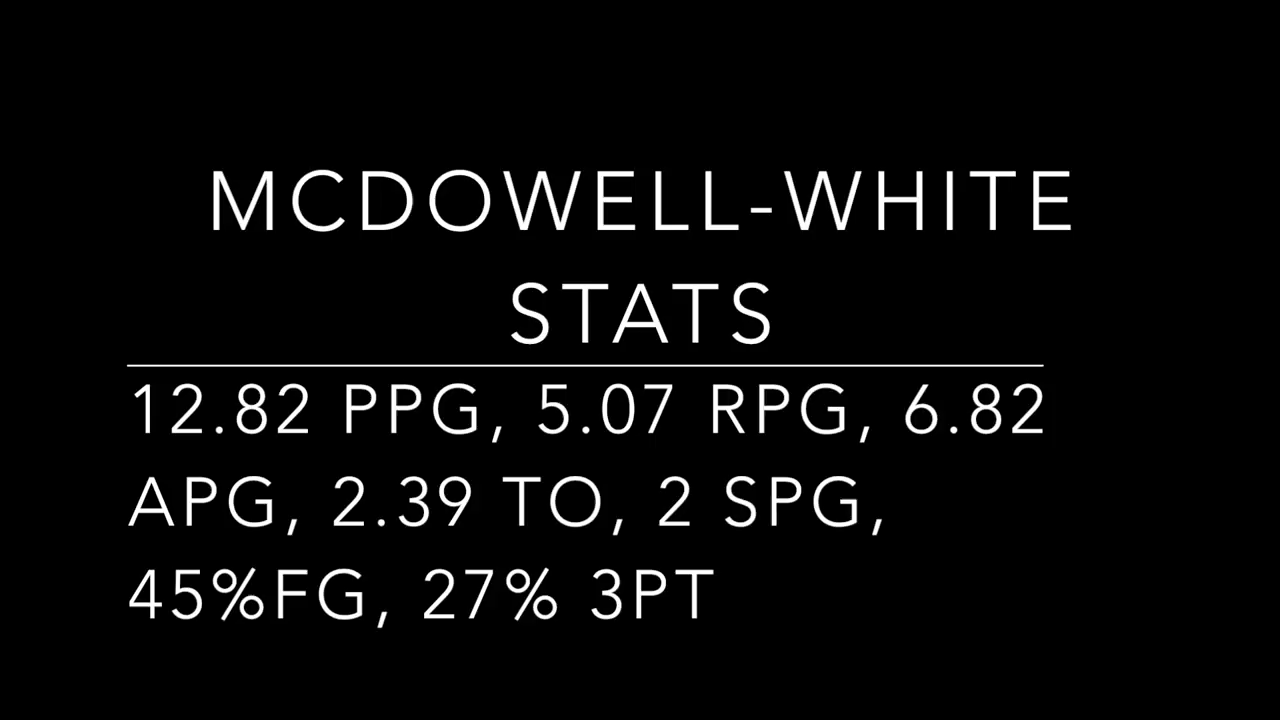 MCDOWELL-WHITE
STATS
12.82 PPG, 5.07 RPG, 6.82
APG, 2.39 TO, 2 SPG,
45%FG, 27% 3PT